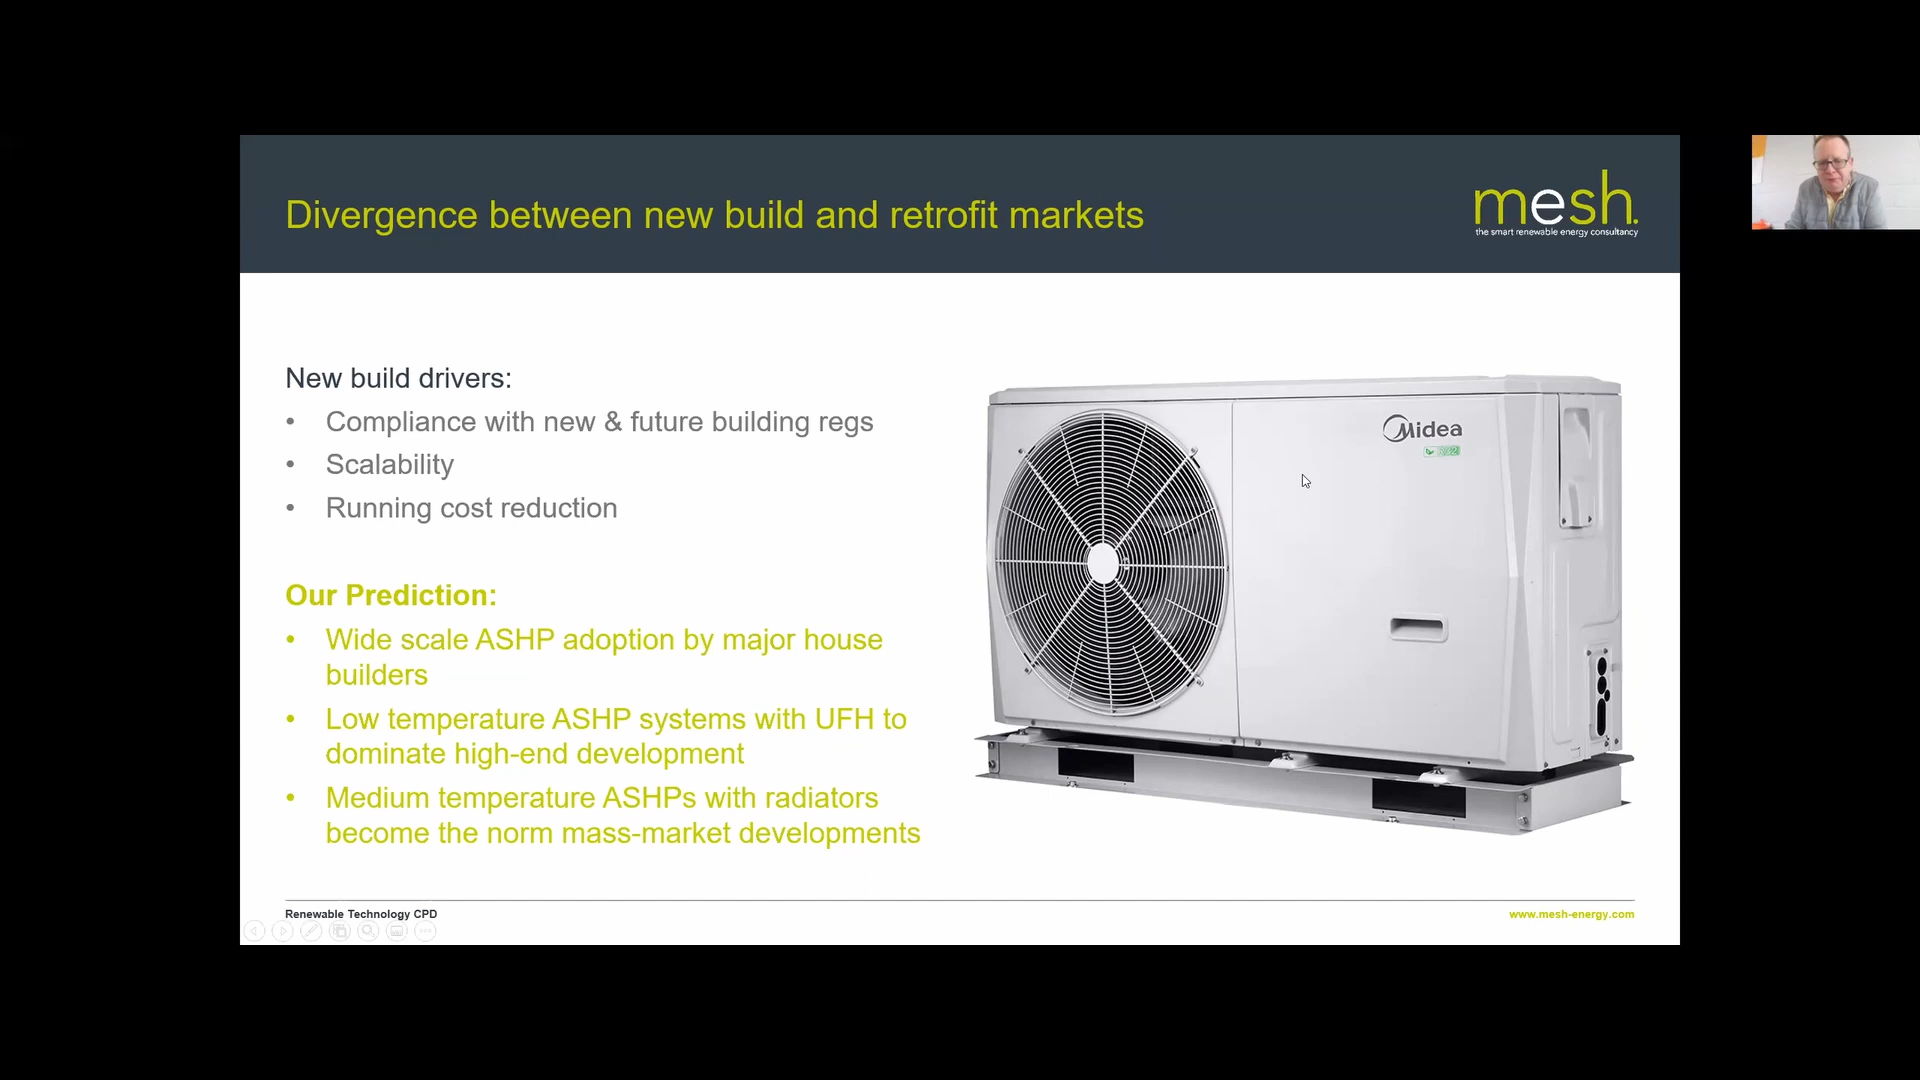 Divergence between new build and retrofit markets
mesh.
the smart renewable energy consultancy
New build drivers:
• Compliance with new & future building regs
• Scalability
• Running cost reduction
Our Prediction:
• Wide scale ASHP adoption by major house
builders
• Low temperature ASHP systems with UFH to
dominate high-end development
• Medium temperature ASHPs with radiators
become the norm mass-market developments
Midea
Renewable Technology CPD
www.mesh-energy.com